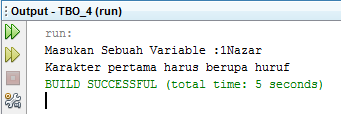 Output - TBO_4 (run)
run:
Masukan Sebuah Variable :1Nazar
Karakter pertama harus berupa huruf
BUILD SUCCESSFUL (total time: 5 seconds)